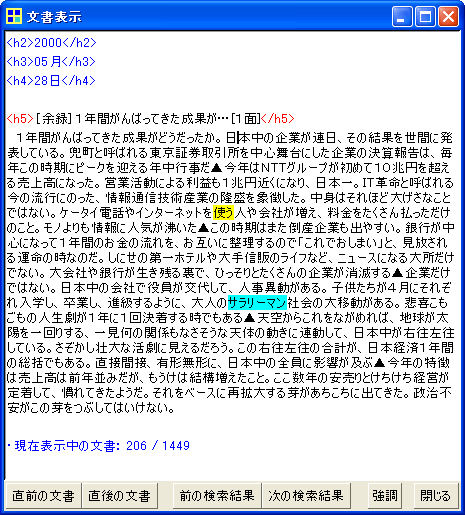 文書表示
<h2>2000</h2>
<h3>05月</h3>
<h4>28日</h4>
<h5>[余録]1年間がんばってきた成果が…[1面]</h5>
1年間がんばってきた成果がどうだったか。日本中の企業が連日、その結果を世間に発
表している。兜町と呼ばれる東京証券取引所を中心舞台にした企業の決算報告は、毎
年この時期にピークを迎える年中行事だ▲今年はNTTグループが初めて10兆円を超え
る売上高になった。営業活動による利益も1兆円近くになり、日本一。IT革命と呼ばれる
今の流行にのった、情報通信技術産業の隆盛を象徴した。中身はそれほど大げさなこと
ではない。ケータイ電話やインターネットを使う人や会社が増え、料金をたくさん払っただけ
のこと。モノよりも情報に人気が沸いた▲この時期はまた倒産企業も出やすい。銀行が中
心になって1年間のお金の流れを、お互いに整理するので「これでおしまい」と、見放され
る運命の時なのだ。しにせの第一ホテルや大手信販のライフなど、ニュースになる大所だけ
でない。大会社や銀行が生き残る裏で、ひっそりとたくさんの企業が消滅する▲企業だけ
ではない。日本中の会社で役員が交代して、人事異動がある。子供たちが4月にそれぞ
れ入学し、卒業し、進級するように、大人のサラリーマン社会の大移動がある。悲喜こも
ごもの人生劇が1年に1回決着する時でもある▲天空からこれをながめれば、地球が太
陽を一回りする、一見何の関係もなさそうな天体の動きに連動して、日本中が右往左往
している。さぞかし壮大な活劇に見えるだろう。この右往左往の合計が、日本経済1年間
の総括でもある。直接間接、有形無形に、日本中の全員に影響が及ぶ▲今年の特徴
は売上高は前年並みだが、もうけは結構増えたこと。ここ数年の安売りとけちけち経営が
定着して、慣れてきたようだ。それをベースに再拡大する芽があちこちに出てきた。政治不
安がこの芽をつぶしてはいけない。
・現在表示中の文書: 206 / 1449
直前の文書 直後の文書 前の検索結果 次の検索結果 強調 閉じる